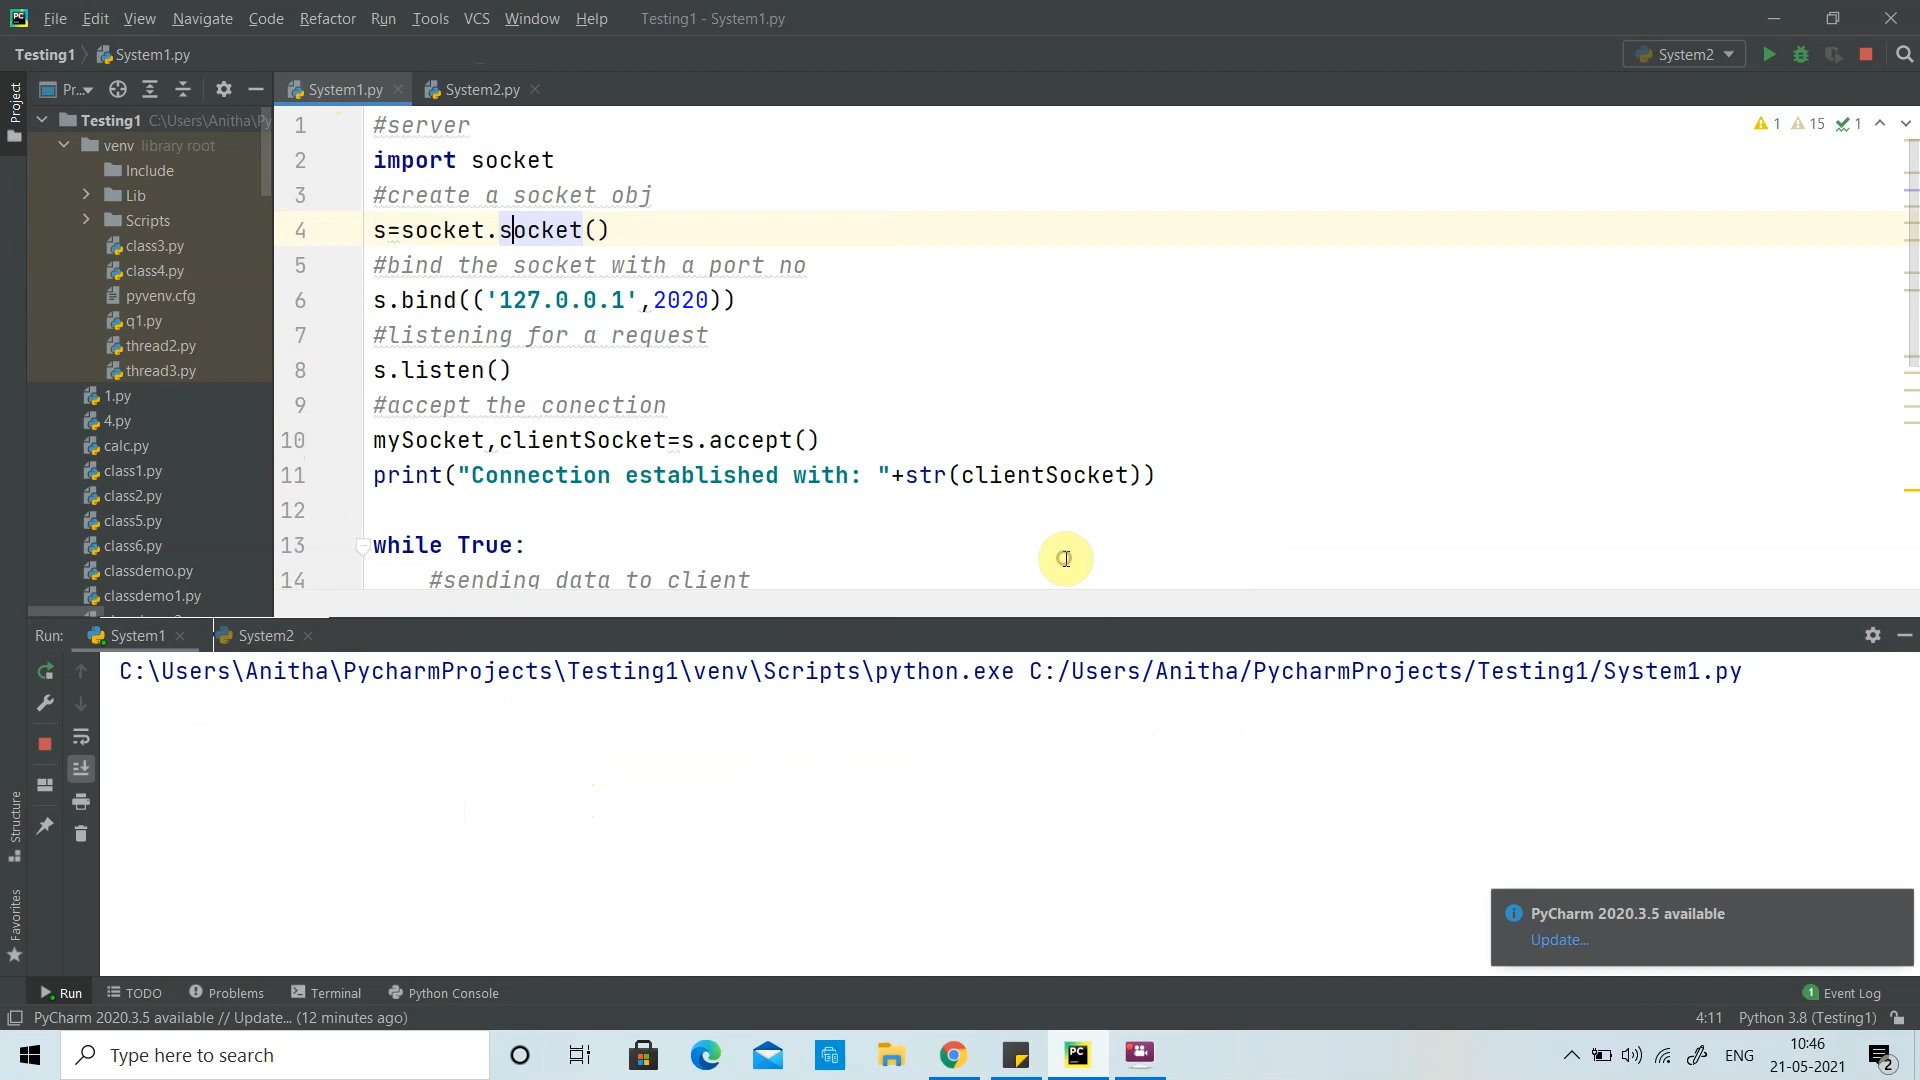 PC File Edit View Navigate Code Refactor Run Tools VCS Window Help Testing1 - System1.py
Testing1 System1.py System2
Project
Pr... System1.py System2.py
Testing1 C:\Users\Anitha\P
venv library root
Include
Lib
Scripts
class3.py
class4.py
pyvenv.cfg
q1.py
thread2.py
thread3.py
1.py
4.py
calc.py
class1.py
class2.py
class5.py
class6.py
classdemo.py
classdemo1.py
1 15 1
1 #server
2 import socket
3 #create a socket obj
4 s=socket.socket()
5 #bind the socket with a port no
6 s.bind(('127.0.0.1',2020))
7 #listening for a request
8 s.listen()
9 #accept the conection
10 mySocket,clientSocket=s.accept()
11 print("Connection established with: "+str(clientSocket))
12
13 while True:
14 #sending data to client
Run: System1 System2
C:\Users\Anitha\PycharmProjects\Testing1\venv\Scripts\python.exe C:/Users/Anitha/PycharmProjects/Testing1/System1.py
Structure
Favorites
PyCharm 2020.3.5 available
Update...
Run TODO Problems Terminal Python Console 1 Event Log
PyCharm 2020.3.5 available // Update... (12 minutes ago) 4:11 Python 3.8 (Testing1)
Type here to search PC ENG 10:46
21-05-2021 2